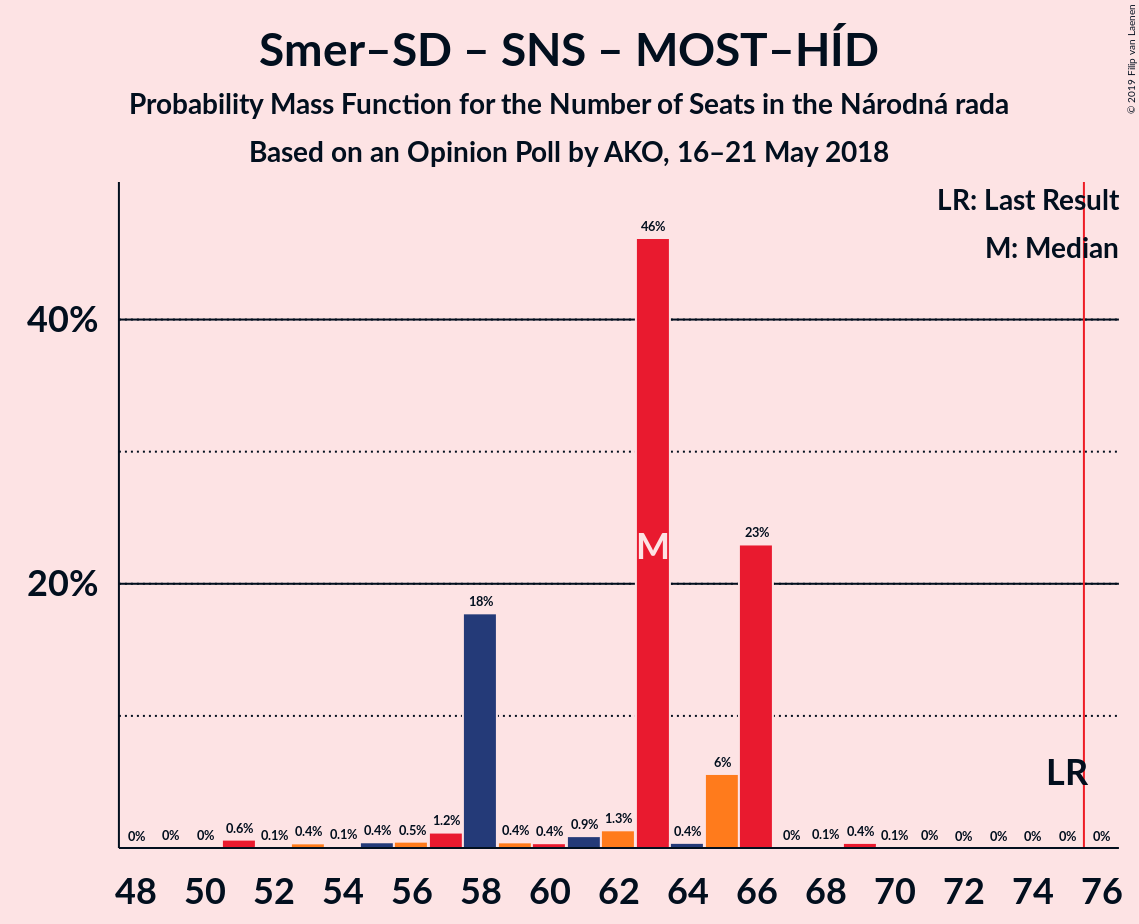 Smer–SD – SNS – MOST–HÍD
Probability Mass Function for the Number of Seats in the Národná rada
Based on an Opinion Poll by AKO, 16–21 May 2018
© 2019 Filip van Laenen
LR: Last Result
M: Median
40%
20%
0% 0% 0% 0.6% 0.1% 0.4% 0.1% 0.4% 0.5% 1.2% 18% 0.4% 0.4% 0.9% 1.3% 46% 0.4% 6% 23% 0% 0.1% 0.4% 0.1% 0% 0% 0% 0% 0% 0%
M
LR
48 50 52 54 56 58 60 62 64 66 68 70 72 74 76